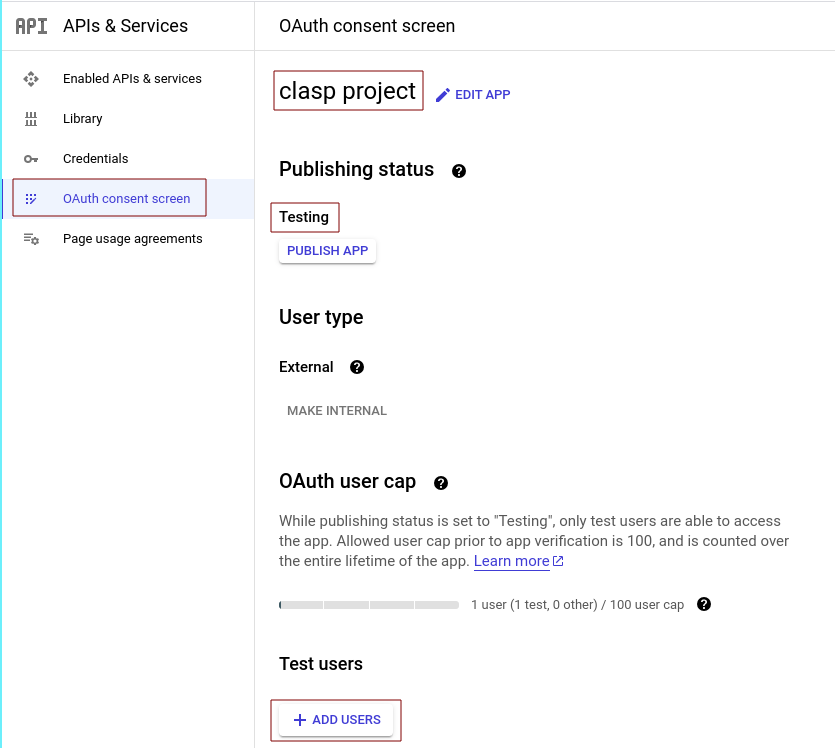 API APIs & Services
OAuth consent screen
Enabled APIs & services
Library
Credentials
OAuth consent screen
Page usage agreements
clasp project
EDIT APP
Publishing status
Testing
PUBLISH APP
User type
External
MAKE INTERNAL
OAuth user cap
While publishing status is set to "Testing", only test users are able to access
the app. Allowed user cap prior to app verification is 100, and is counted over
the entire lifetime of the app. Learn more
1 user (1 test, 0 other) / 100 user cap
Test users
ADD USERS